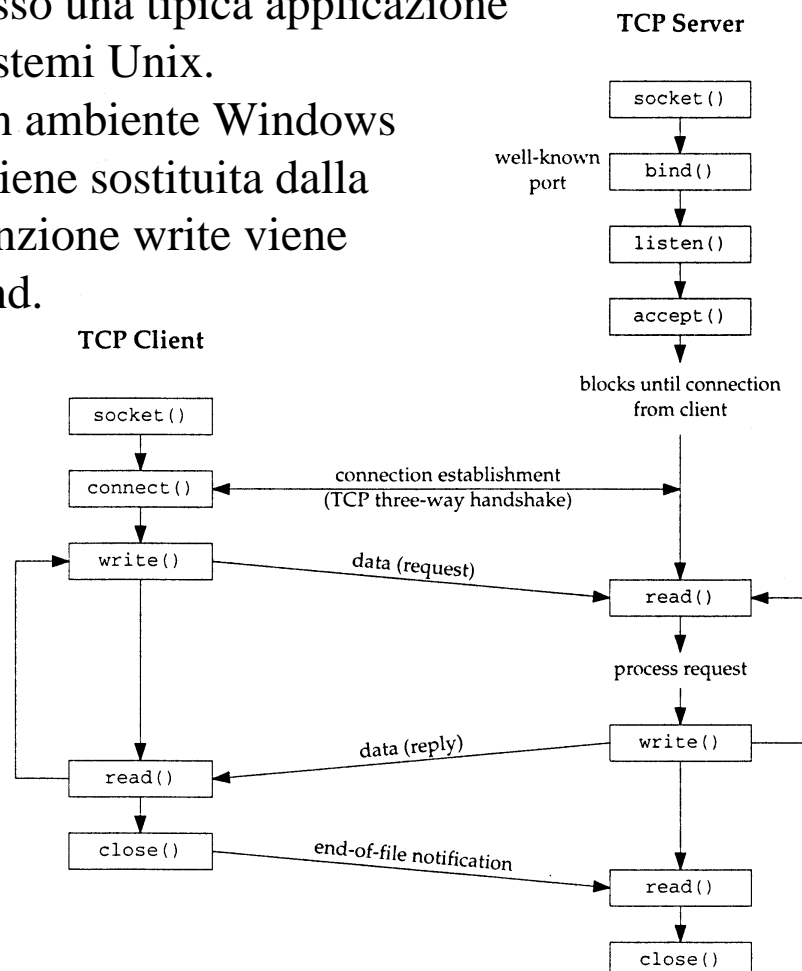 sso una tipica applicazione
stemi Unix.
ambiente Windows
iene sostituita dalla
nzione write viene
nd.
TCP Server
socket()
well-known
port
bind()
listen()
accept()
blocks until connection
from client
TCP Client
socket()
connect()
connection establishment
(TCP three-way handshake)
write()
data (request)
read()
process request
write()
data (reply)
read()
close()
end-of-file notification
read()
close()